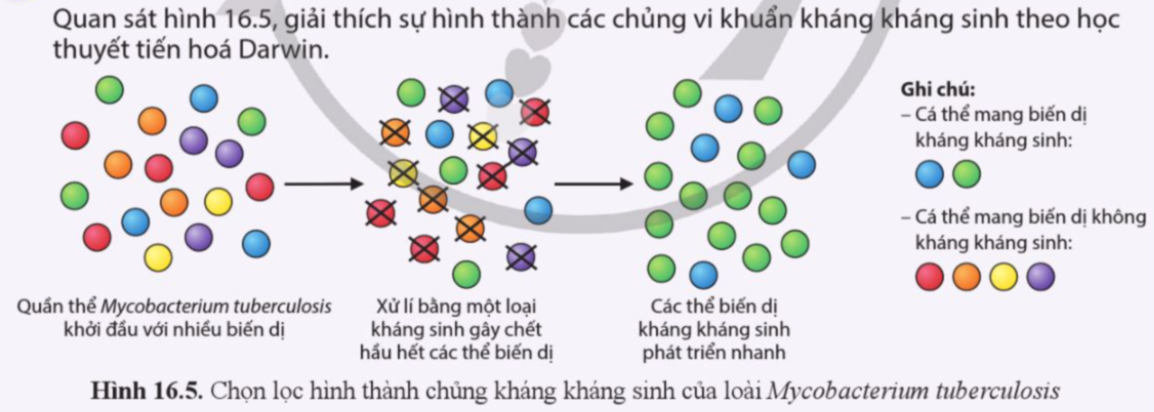 Quan sát hình 16.5, giải thích sự hình thành các chủng vi khuẩn kháng kháng sinh theo học
thuyết tiến hoá Darwin.
Ghi chú:
– Cá thể mang biến dị
kháng kháng sinh:
– Cá thể mang biến dị không
kháng kháng sinh:
Quần thể Mycobacterium tuberculosis
khởi đầu với nhiều biến dị
Xử lí bằng một loại
kháng sinh gây chết
hầu hết các thể biến dị
Các thể biến dị
kháng kháng sinh
phát triển nhanh
Hình 16.5. Chọn lọc hình thành chủng kháng kháng sinh của loài Mycobacterium tuberculosis